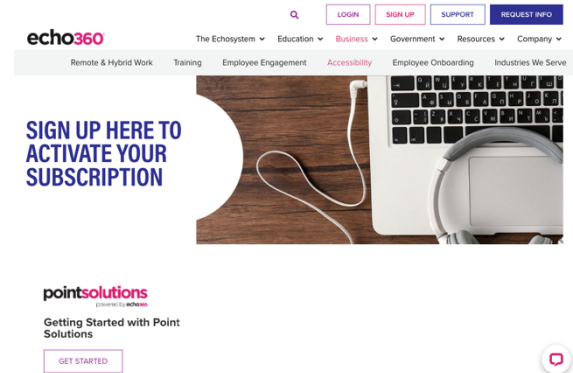 LOGIN SIGN UP SUPPORT REQUEST INFO
echo360
The Ecosystem Education Business Government Resources Company
Remote & Hybrid Work Training Employee Engagement Accessibility Employee Onboarding Industries We Serve
SIGN UP HERE TO
ACTIVATE YOUR
SUBSCRIPTION
pointsolutions
powered by echo360
Getting Started with Point
Solutions
GET STARTED